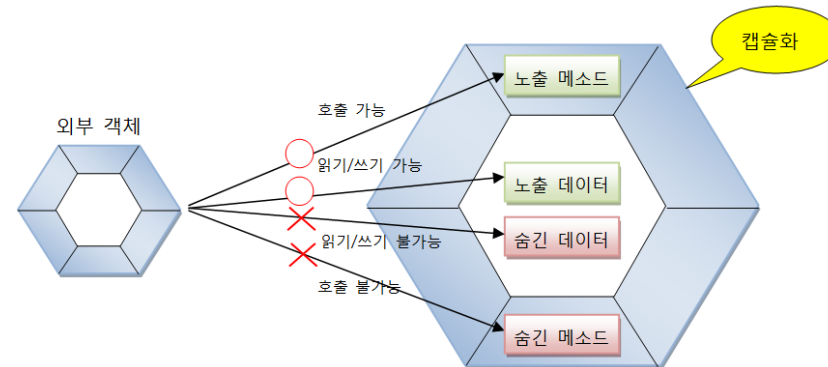 캡슐화
노출 메소드
호출 가능
외부 객체
읽기/쓰기 가능
노출 데이터
숨긴 데이터
읽기/쓰기 불가능
호출 불가능
숨긴 메소드